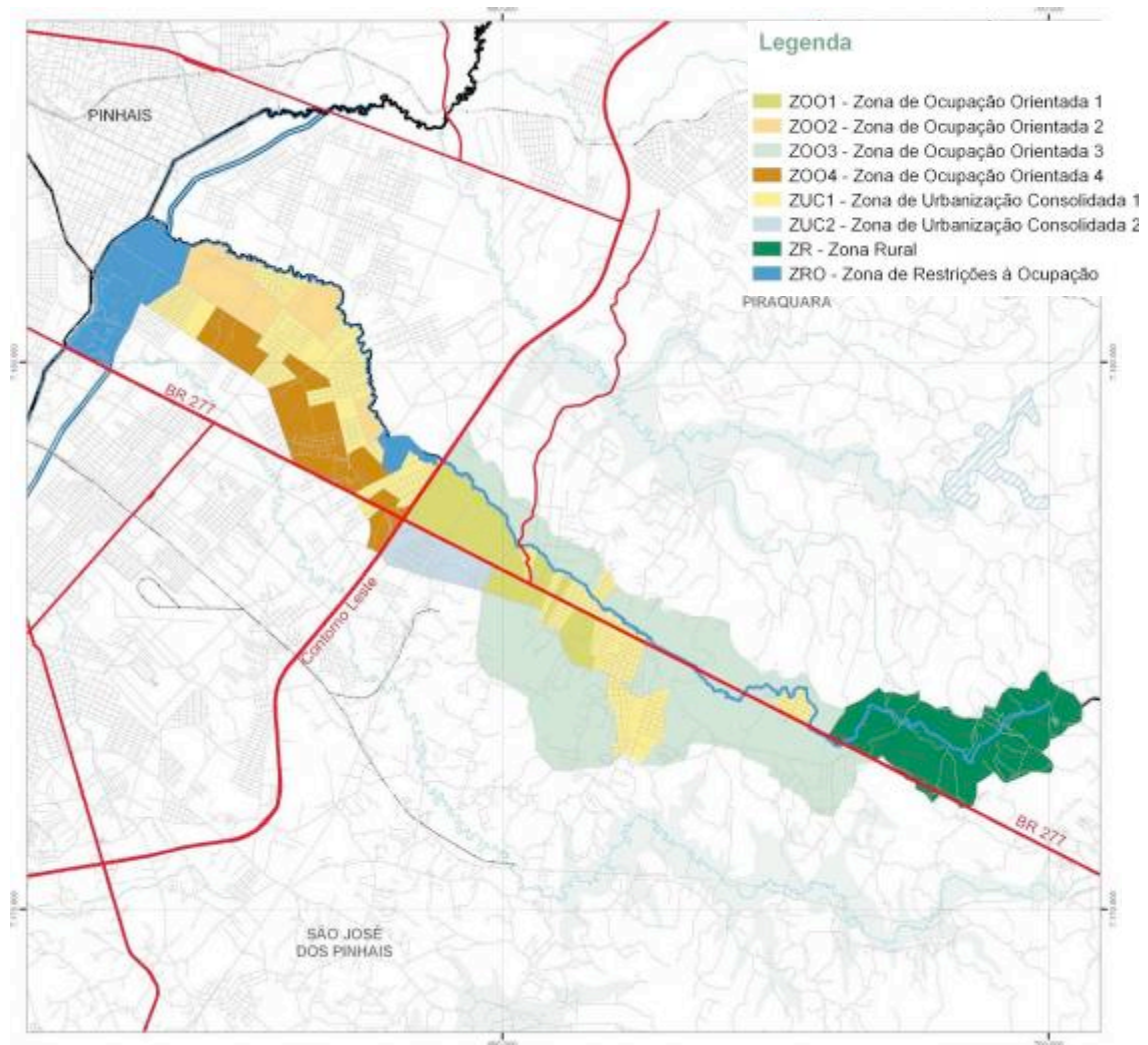 Legenda
ZOO1 - Zona de Ocupação Orientada 1
ZOO2 - Zona de Ocupação Orientada 2
ZOO3 - Zona de Ocupação Orientada 3
ZOO4 - Zona de Ocupação Orientada 4
ZUC1 - Zona de Urbanização Consolidada 1
ZUC2 - Zona de Urbanização Consolidada 2
ZR - Zona Rural
ZRO - Zona de Restrições à Ocupação
PINHAIS
PIRAQUARA
BR 277
Contorno Leste
BR 277
SÃO JOSÉ
DOS PINHAIS